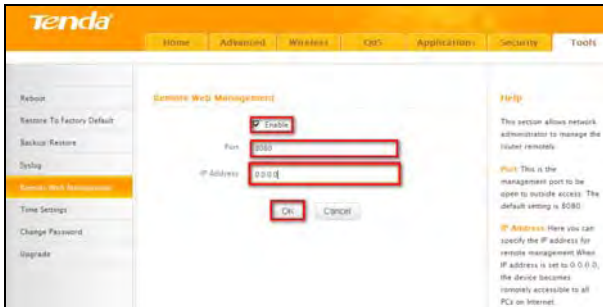 Tenda
Home Advanced Wireless QoS Applications Security Tools
Reboot
Restore To Factory Default
Backup/Restore
Syslog
Remote Web Management
Time Settings
Change Password
Upgrade
Remote Web Management
Enable
Port 8080
IP Address 0.0.0.0
OK Cancel
Help
This section allows network
administrator to manage the
router remotely.
Port: This is the
management port to be
open to outside access. The
default setting is 8080.
IP Address: Here you can
specify the IP address for
remote management.When
IP address is set to 0.0.0.0,
the device becomes
remotely accessible to all
PCs on Internet.